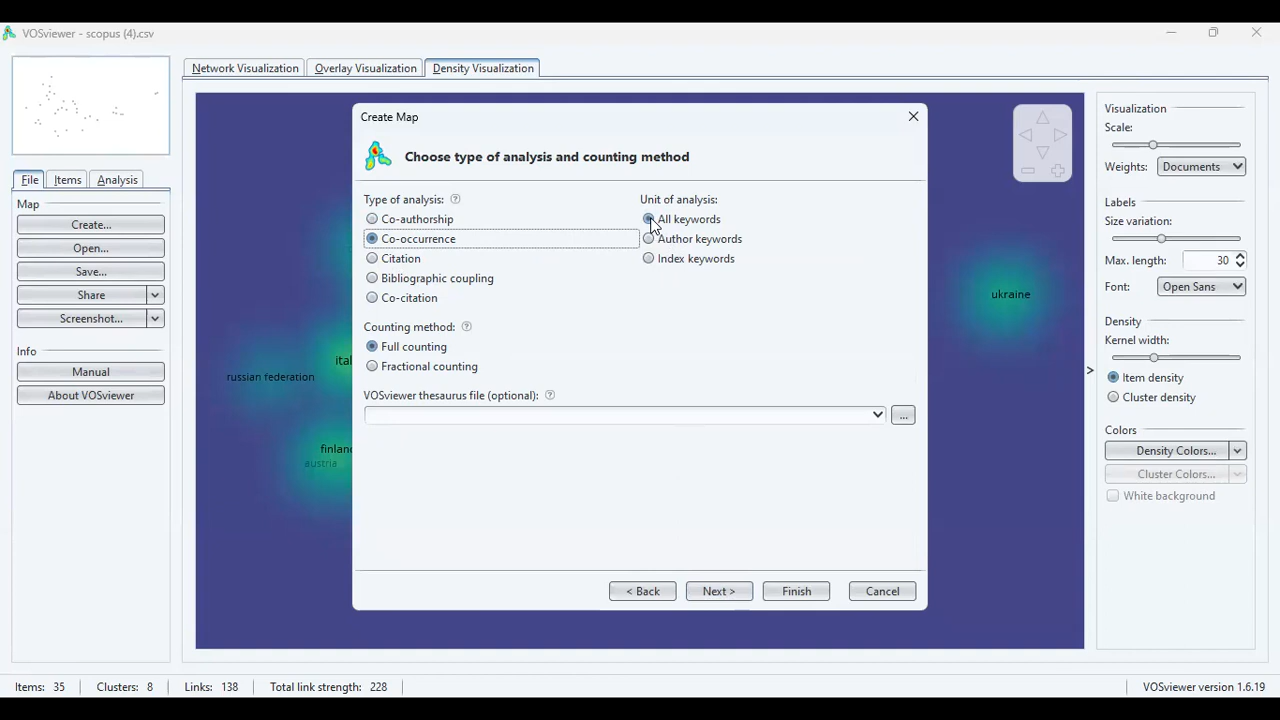 VOSviewer - scopus (4).csv
Network Visualization
Overlay Visualization
Density Visualization
File
Items
Analysis
Map
Create...
Open...
Save...
Share
Screenshot...
Info
Manual
About VOSviewer
russian federation
ital
finland
austria
ukraine
Create Map
Choose type of analysis and counting method
Type of analysis:
Co-authorship
Co-occurrence
Citation
Bibliographic coupling
Co-citation
Unit of analysis:
All keywords
Author keywords
Index keywords
Counting method:
Full counting
Fractional counting
VOSviewer thesaurus file (optional):
...
< Back
Next >
Finish
Cancel
Visualization
Scale:
Weights: Documents
Labels
Size variation:
Max. length: 30
Font: Open Sans
Density
Kernel width:
Item density
Cluster density
Colors
Density Colors...
Cluster Colors...
White background
>
Items: 35 Clusters: 8 Links: 138 Total link strength: 228
VOSviewer version 1.6.19